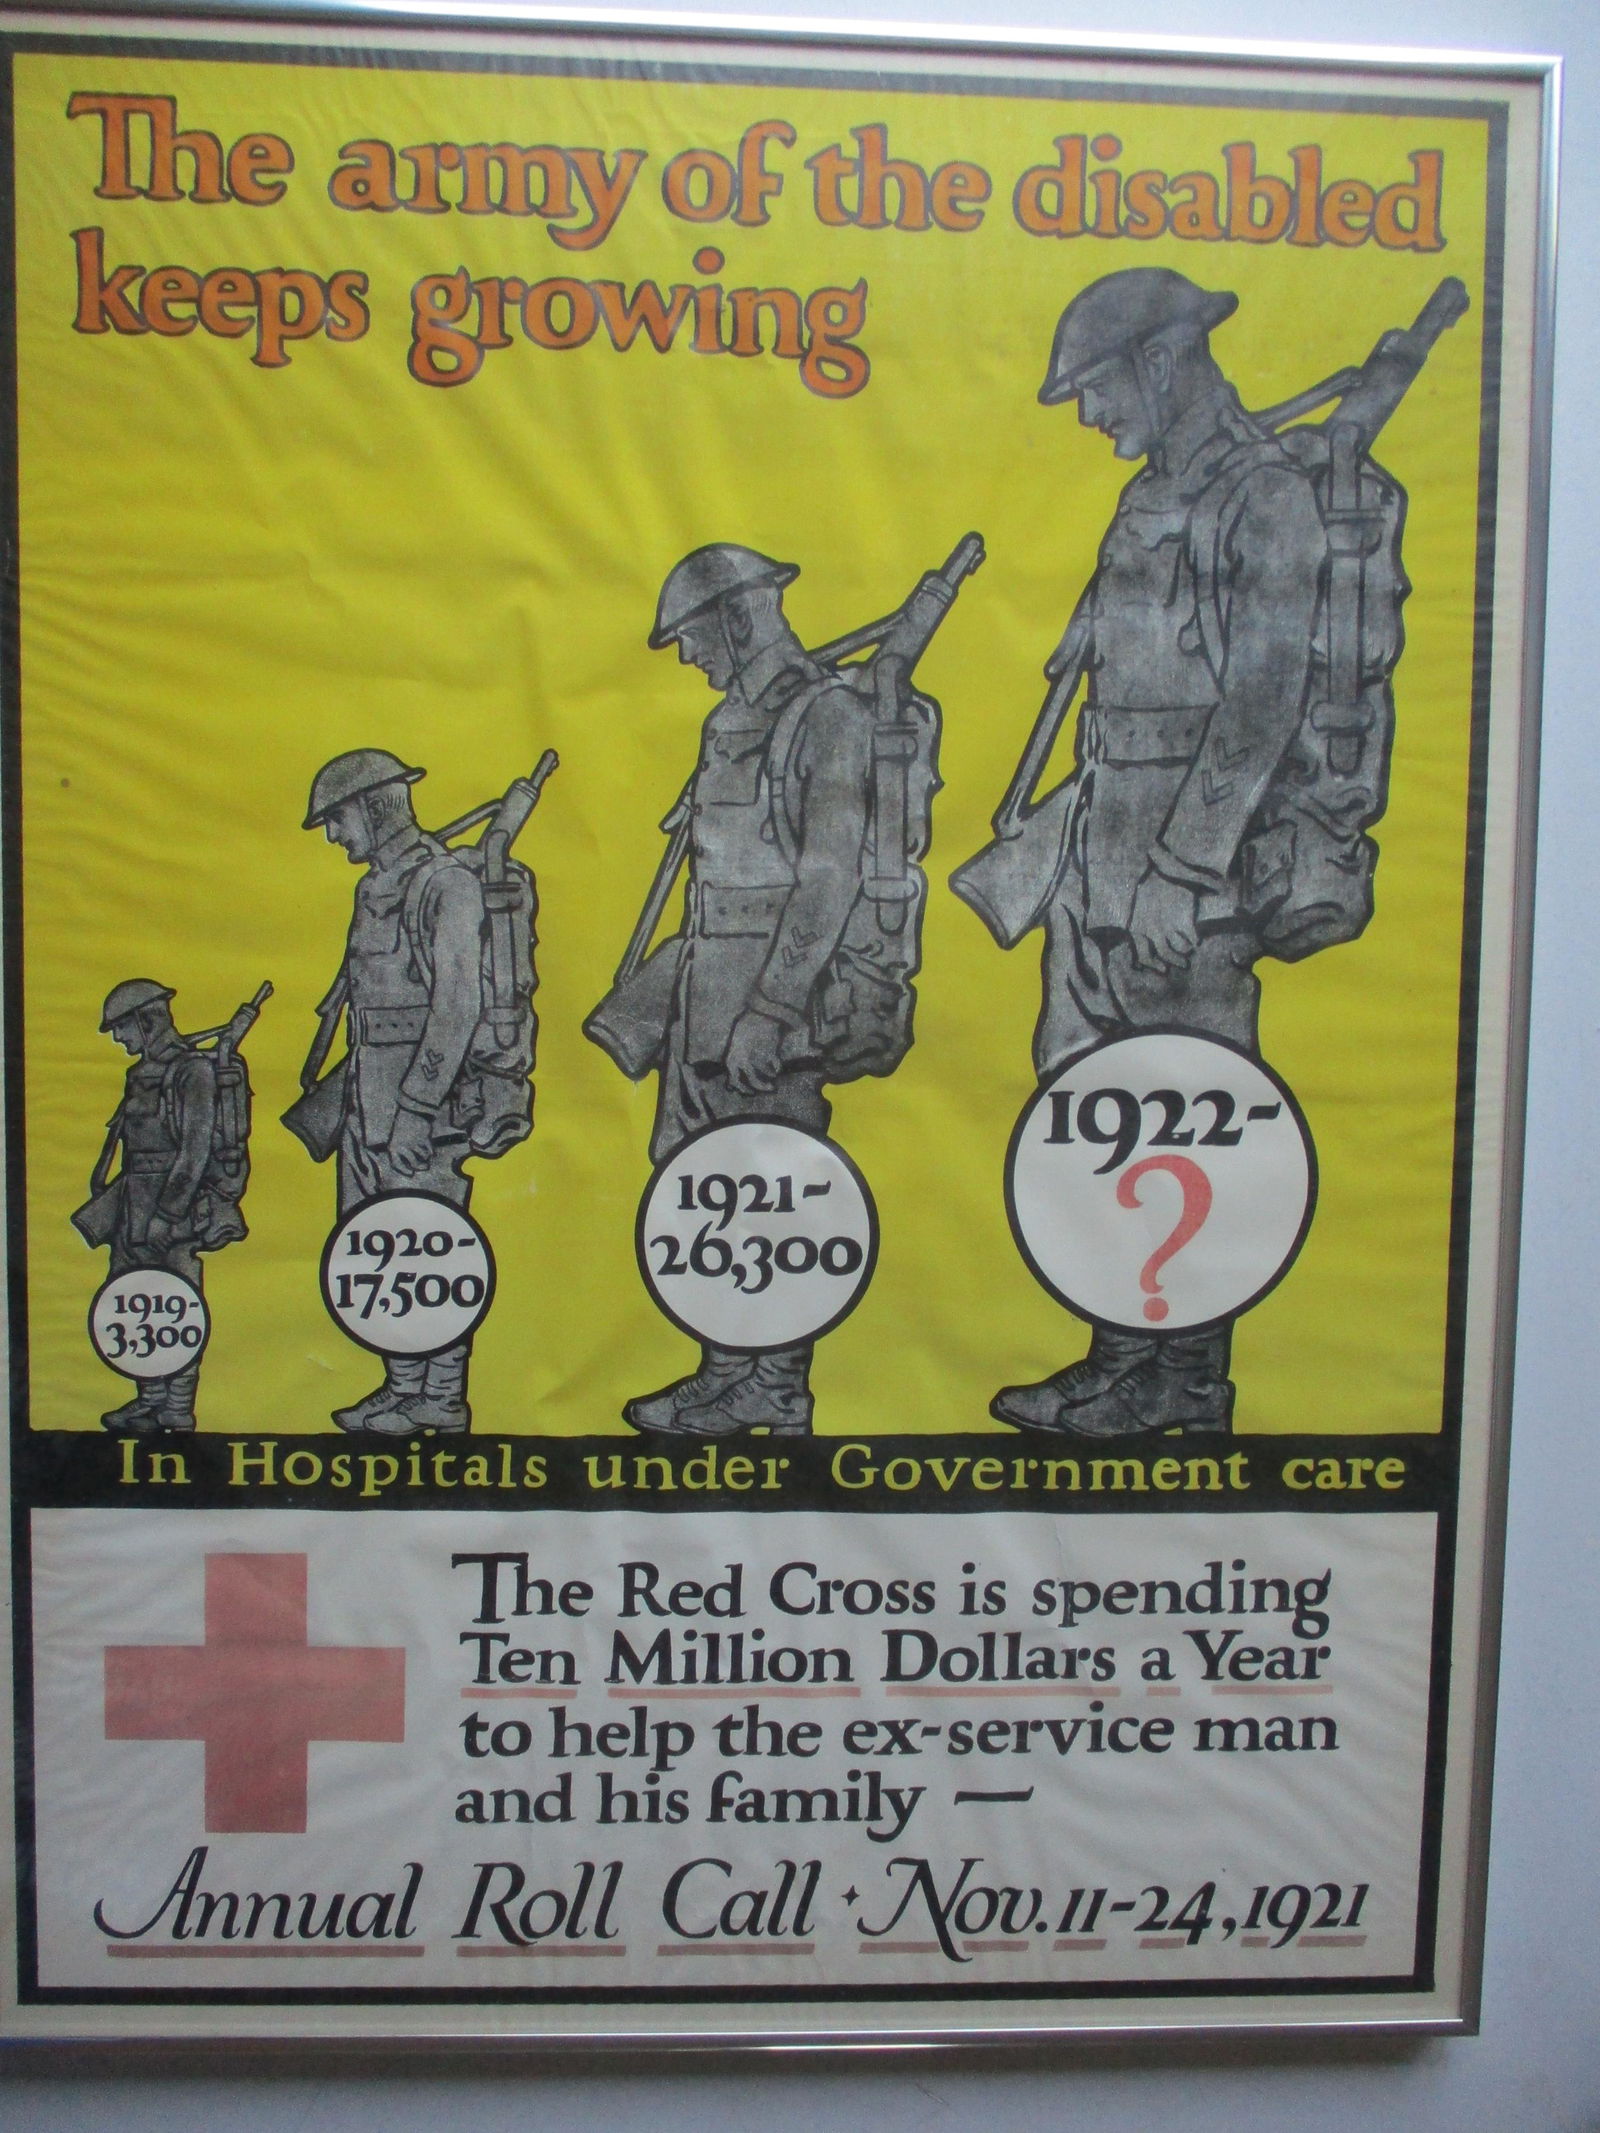 The army of the disabled
keeps growing
1919-
3,300
1920-
17,500
1921-
26,300
1922-
?
In Hospitals under Government care
The Red Cross is spending
Ten Million Dollars a Year
to help the ex-service man
and his family —
Annual Roll Call · Nov. 11-24, 1921